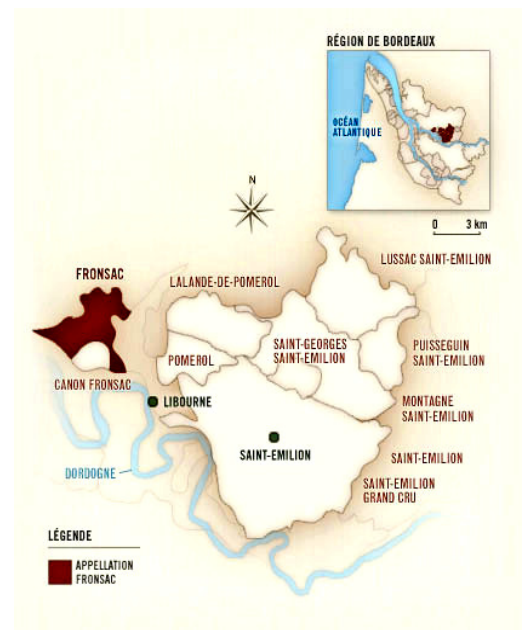 RÉGION DE BORDEAUX
OCÉAN
ATLANTIQUE
N
0 3 km
FRONSAC
LALANDE-DE-POMEROL
LUSSAC SAINT-EMILION
SAINT-GEORGES
SAINT-EMILION
POMEROL
PUISSEGUIN
SAINT-EMILION
CANON FRONSAC
LIBOURNE
MONTAGNE
SAINT-EMILION
SAINT-EMILION
SAINT-EMILION
DORDOGNE
SAINT-EMILION
GRAND CRU
LÉGENDE
APPELLATION
FRONSAC